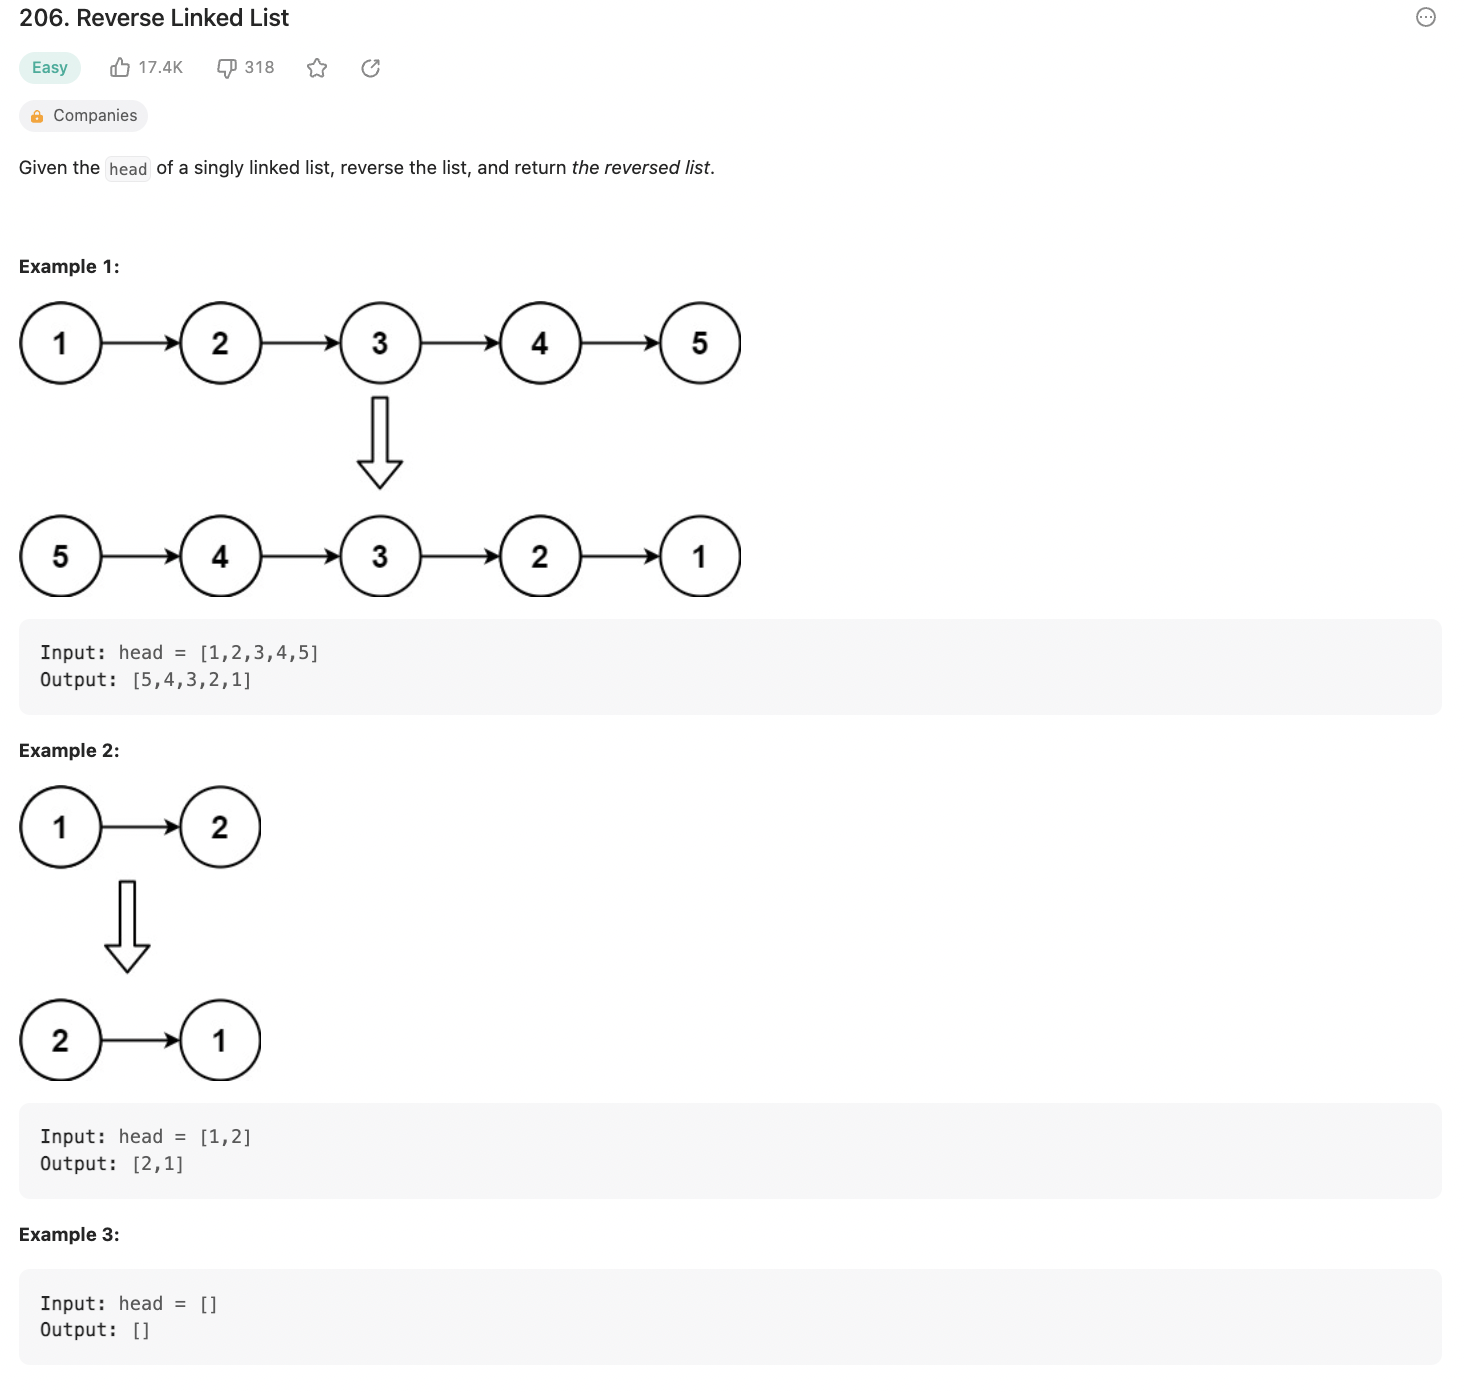 206. Reverse Linked List
Easy 17.4K 318
Companies
Given the head of a singly linked list, reverse the list, and return the reversed list.
Example 1:
1 2 3 4 5
5 4 3 2 1
Input: head = [1,2,3,4,5]
Output: [5,4,3,2,1]
Example 2:
1 2
2 1
Input: head = [1,2]
Output: [2,1]
Example 3:
Input: head = []
Output: []